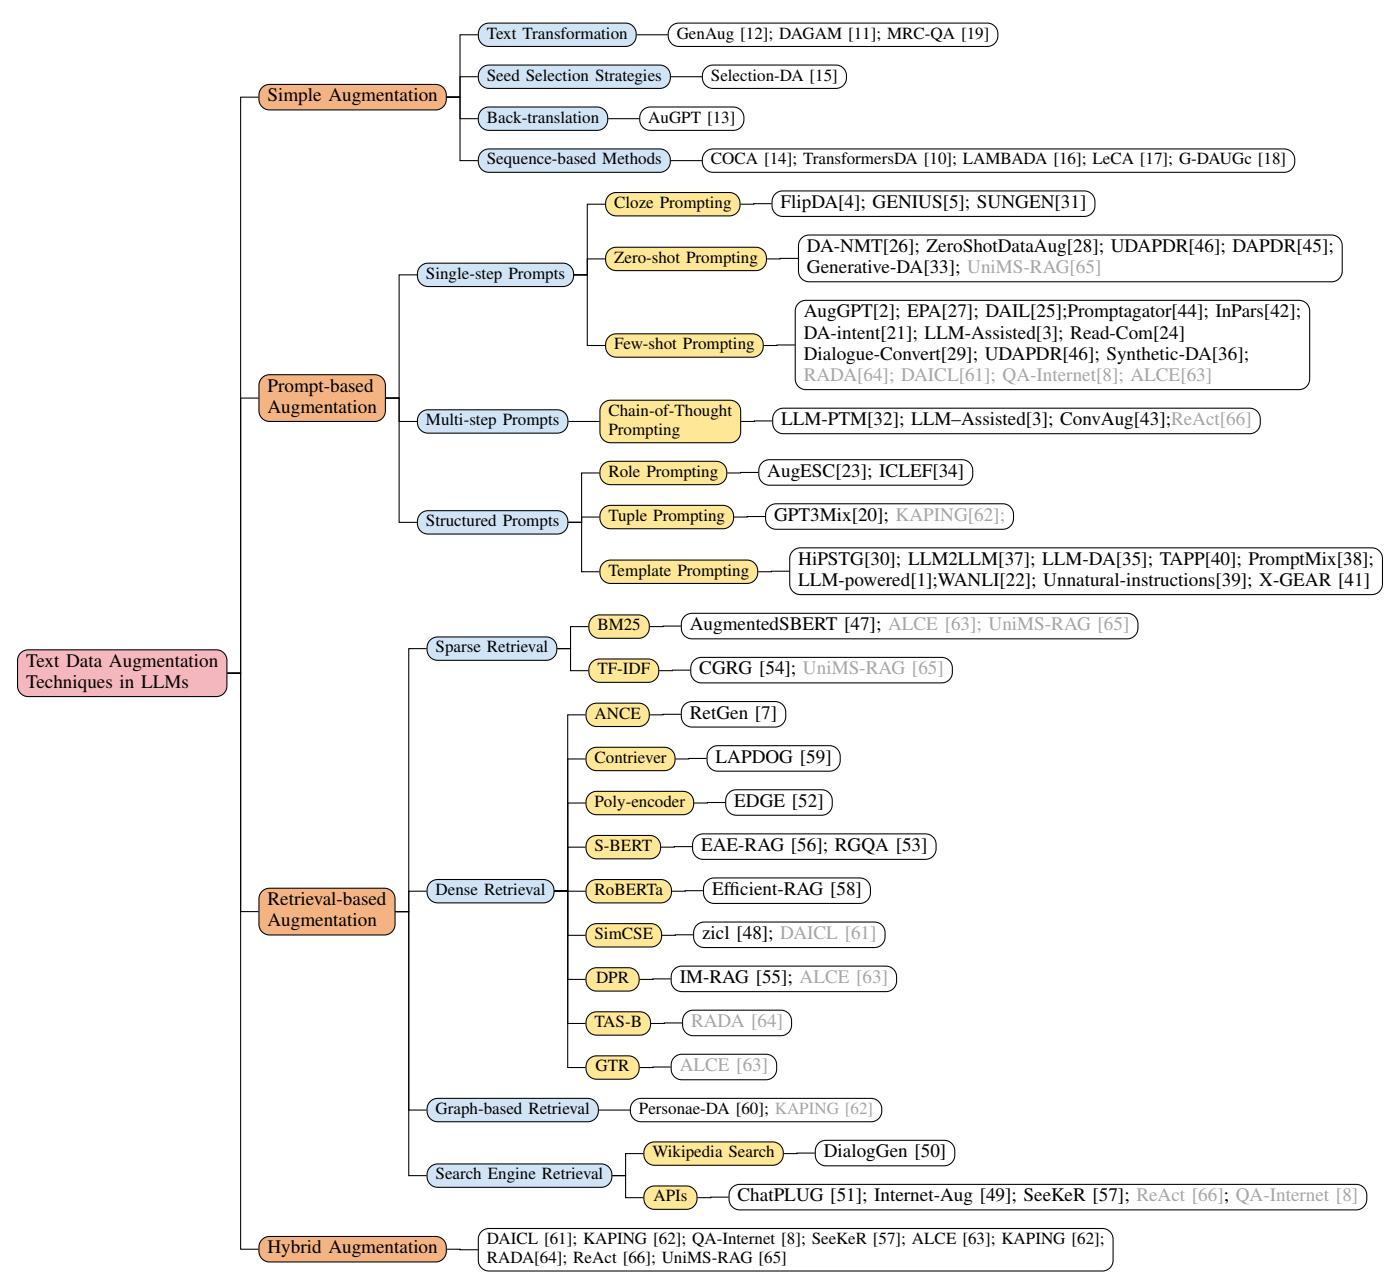 Text Transformation
GenAug [12]; DAGAM [11]; MRC-QA [19]
Seed Selection Strategies
Selection-DA [15]
Simple Augmentation
Back-translation
AuGPT [13]
Sequence-based Methods
COCA [14]; TransformersDA [10]; LAMBADA [16]; LeCA [17]; G-DAUGc [18]
Cloze Prompting
FlipDA[4]; GENIUS[5]; SUNGEN[31]
Single-step Prompts
Zero-shot Prompting
DA-NMT[26]; ZeroShotDataAug[28]; UDAPDR[46]; DAPDR[45];
Generative-DA[33]; UniMS-RAG[65]
Few-shot Prompting
AugGPT[2]; EPA[27]; DAIL[25];Promptagator[44]; InPars[42];
DA-intent[21]; LLM-Assisted[3]; Read-Com[24]
Dialogue-Convert[29]; UDAPDR[46]; Synthetic-DA[36];
RADA[64]; DAICL[61]; QA-Internet[8]; ALCE[63]
Prompt-based
Augmentation
Multi-step Prompts
Chain-of-Thought
Prompting
LLM-PTM[32]; LLM–Assisted[3]; ConvAug[43];ReAct[66]
Role Prompting
AugESC[23]; ICLEF[34]
Structured Prompts
Tuple Prompting
GPT3Mix[20]; KAPING[62];
Template Prompting
HiPSTG[30]; LLM2LLM[37]; LLM-DA[35]; TAPP[40]; PromptMix[38];
LLM-powered[1];WANLI[22]; Unnatural-instructions[39]; X-GEAR [41]
Text Data Augmentation
Techniques in LLMs
Sparse Retrieval
BM25
AugmentedSBERT [47]; ALCE [63]; UniMS-RAG [65]
TF-IDF
CGRG [54]; UniMS-RAG [65]
ANCE
RetGen [7]
Contriever
LAPDOG [59]
Poly-encoder
EDGE [52]
S-BERT
EAE-RAG [56]; RGQA [53]
Retrieval-based
Augmentation
Dense Retrieval
RoBERTa
Efficient-RAG [58]
SimCSE
zicl [48]; DAICL [61]
DPR
IM-RAG [55]; ALCE [63]
TAS-B
RADA [64]
GTR
ALCE [63]
Graph-based Retrieval
Personae-DA [60]; KAPING [62]
Search Engine Retrieval
Wikipedia Search
DialogGen [50]
APIs
ChatPLUG [51]; Internet-Aug [49]; SeeKeR [57]; ReAct [66]; QA-Internet [8]
Hybrid Augmentation
DAICL [61]; KAPING [62]; QA-Internet [8]; SeeKeR [57]; ALCE [63]; KAPING [62];
RADA[64]; ReAct [66]; UniMS-RAG [65]